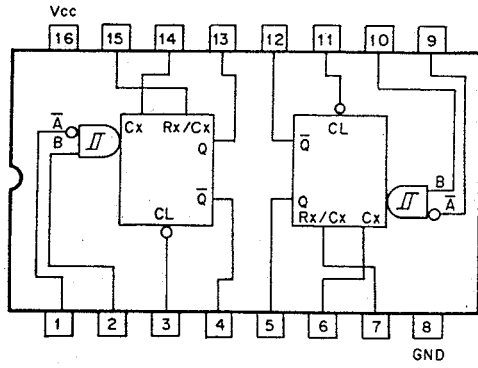 Vcc
16 15 14 13 12 11 10 9
A̅ Cx Rx/Cx CL
B Q Q̅ B
Q̅ Q A̅
CL Rx/Cx Cx
1 2 3 4 5 6 7 8
GND